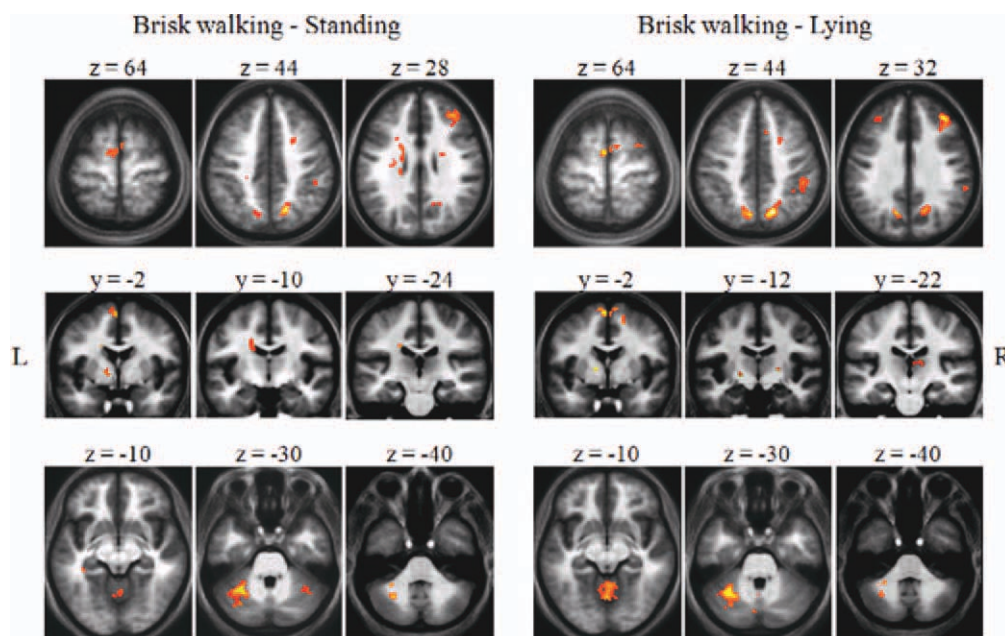 Brisk walking - Standing
Brisk walking - Lying
z = 64
z = 44
z = 28
z = 64
z = 44
z = 32
y = -2
y = -10
y = -24
y = -2
y = -12
y = -22
L
R
z = -10
z = -30
z = -40
z = -10
z = -30
z = -40